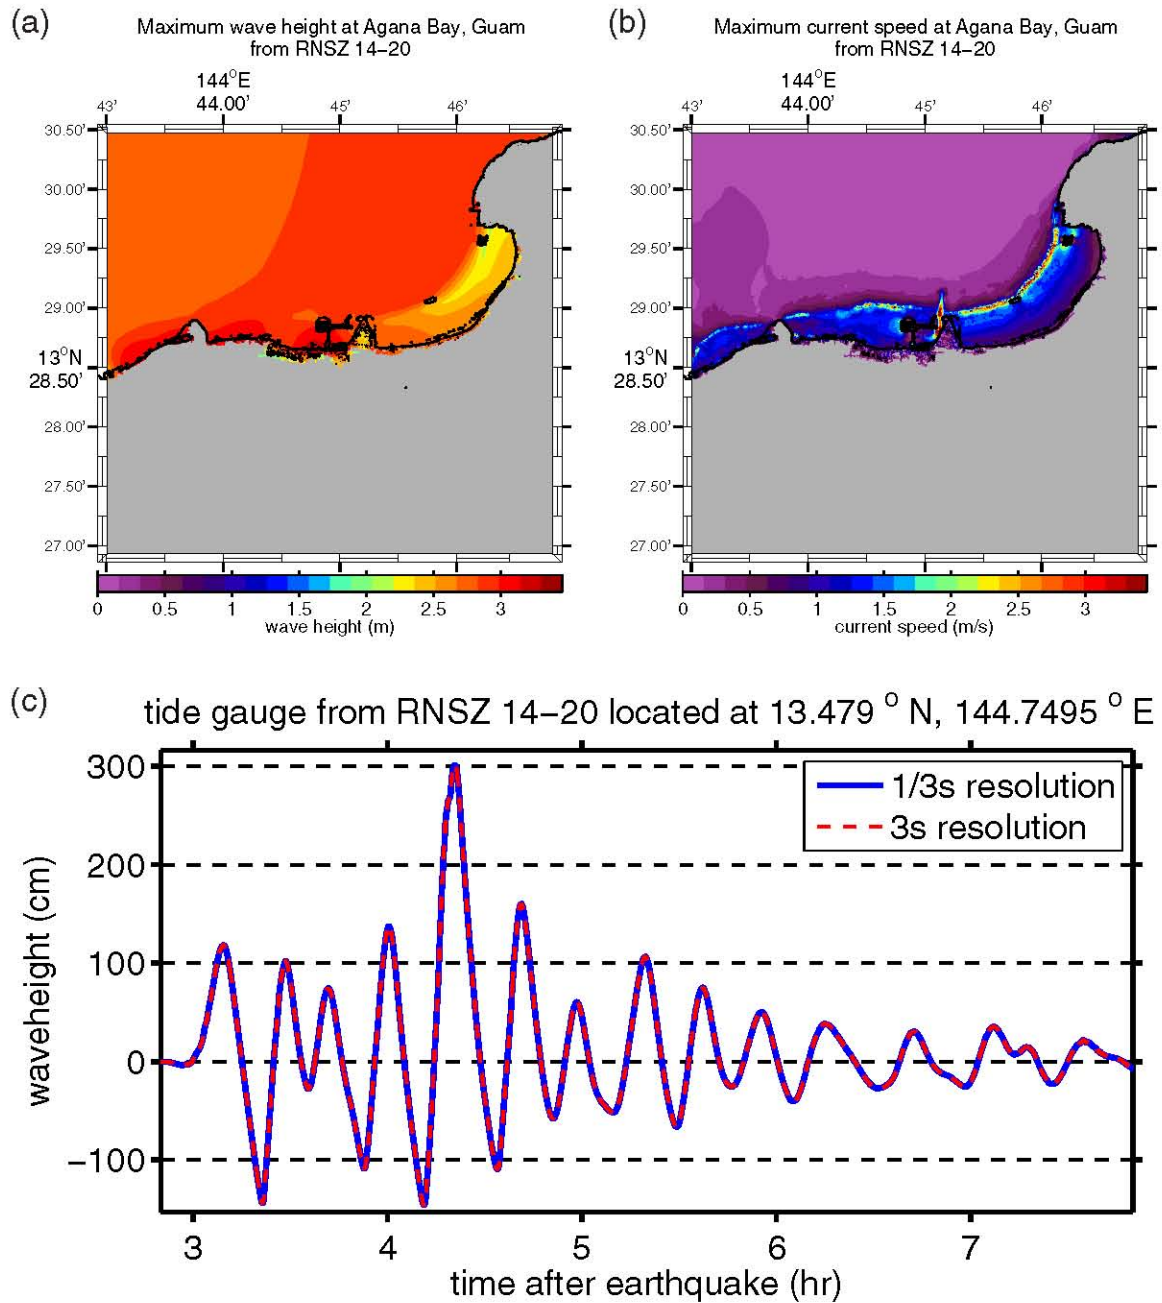 (a)
Maximum wave height at Agana Bay, Guam
from RNSZ 14-20
144°E
43' 44.00' 45' 46'
30.50'
30.00'
29.50'
29.00'
13°N
28.50'
28.00'
27.50'
27.00'
0 0.5 1 1.5 2 2.5 3
wave height (m)
(b)
Maximum current speed at Agana Bay, Guam
from RNSZ 14-20
144°E
43' 44.00' 45' 46'
30.50'
30.00'
29.50'
29.00'
13°N
28.50'
28.00'
27.50'
27.00'
0 0.5 1 1.5 2 2.5 3
current speed (m/s)
(c)
tide gauge from RNSZ 14-20 located at 13.479 ° N, 144.7495 ° E
1/3s resolution
3s resolution
300
200
100
0
-100
waveheight (cm)
3 4 5 6 7
time after earthquake (hr)